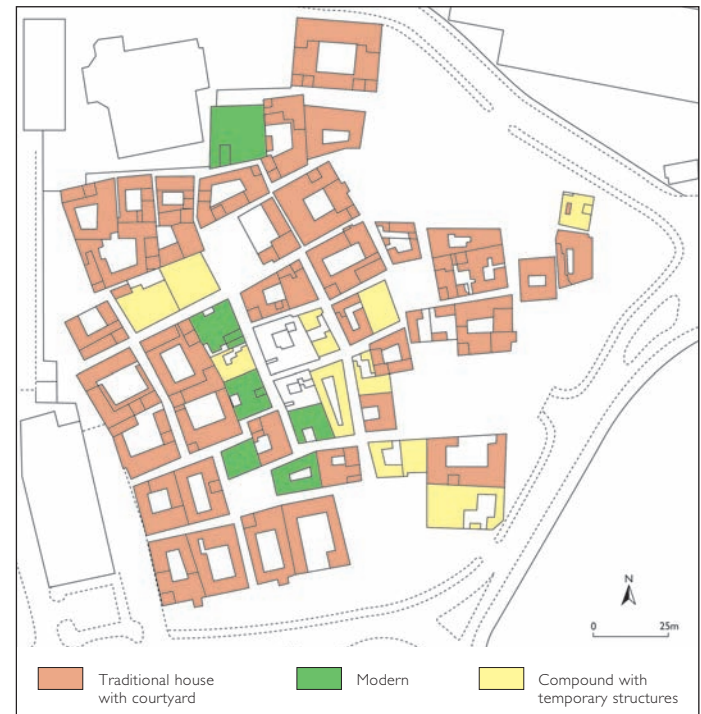 N
0 25m
Traditional house
with courtyard
Modern
Compound with
temporary structures